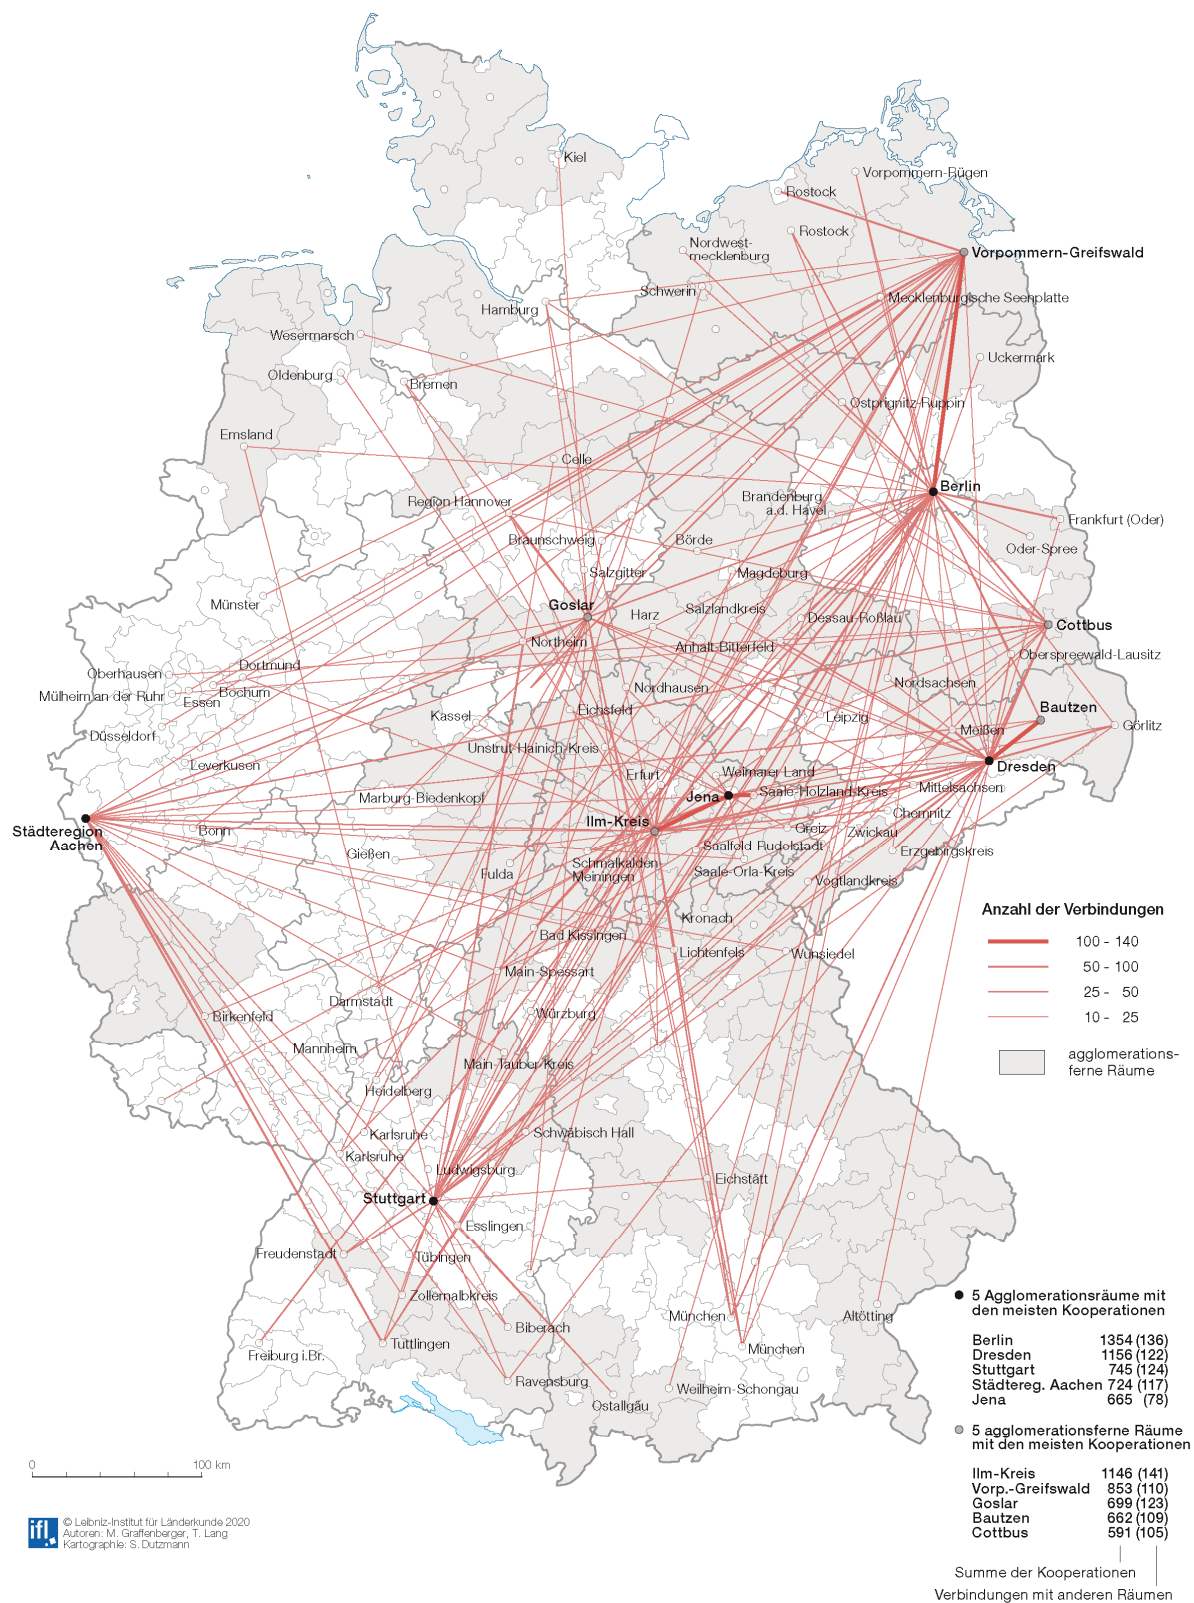 Kiel
Vorpommern-Rügen
Rostock
Rostock
Nordwest-
mecklenburg
Vorpommern-Greifswald
Schwerin
Mecklenburgische Seenplatte
Hamburg
Wesermarsch
Uckermark
Oldenburg
Bremen
Ostprignitz-Ruppin
Emsland
Celle
Berlin
Region Hannover
Brandenburg
a.d. Havel
Frankfurt (Oder)
Braunschweig
Börde
Oder-Spree
Salzgitter
Magdeburg
Münster
Goslar
Harz
Salzlandkreis
Dessau-Roßlau
Cottbus
Northeim
Anhalt-Bitterfeld
Oberspreewald-Lausitz
Dortmund
Oberhausen
Nordsachsen
Mülheim an der Ruhr
Bochum
Essen
Nordhausen
Bautzen
Eichsfeld
Kassel
Leipzig
Görlitz
Düsseldorf
Meißen
Unstrut-Hainich-Kreis
Leverkusen
Erfurt
Weimarer Land
Dresden
Marburg-Biedenkopf
Jena
Saale-Holzland-Kreis
Mittelsachsen
Städteregion
Aachen
Bonn
Ilm-Kreis
Chemnitz
Greiz
Zwickau
Gießen
Saalfeld-Rudolstadt
Erzgebirgskreis
Schmalkalden-
Meiningen
Fulda
Saale-Orla-Kreis
Vogtlandkreis
Kronach
Bad Kissingen
Lichtenfels
Wunsiedel
Main-Spessart
Darmstadt
Würzburg
Birkenfeld
Mannheim
Main-Tauber-Kreis
Heidelberg
Karlsruhe
Schwäbisch Hall
Karlsruhe
Ludwigsburg
Eichstätt
Stuttgart
Esslingen
Freudenstadt
Tübingen
Zollernalbkreis
München
Altötting
Biberach
Tuttlingen
München
Freiburg i.Br.
Ravensburg
Weilheim-Schongau
Ostallgäu
Anzahl der Verbindungen
100 - 140
50 - 100
25 - 50
10 - 25
agglomerations-
ferne Räume
5 Agglomerationsräume mit
den meisten Kooperationen
Berlin 1354 (136)
Dresden 1156 (122)
Stuttgart 745 (124)
Städtereg. Aachen 724 (117)
Jena 665 (78)
5 agglomerationsferne Räume
mit den meisten Kooperationen
Ilm-Kreis 1146 (141)
Vorp.-Greifswald 853 (110)
Goslar 699 (123)
Bautzen 662 (109)
Cottbus 591 (105)
Summe der Kooperationen
Verbindungen mit anderen Räumen
0 100 km
ifl
© Leibniz-Institut für Länderkunde 2020
Autoren: M. Graffenberger, T. Lang
Kartographie: S. Dutzmann